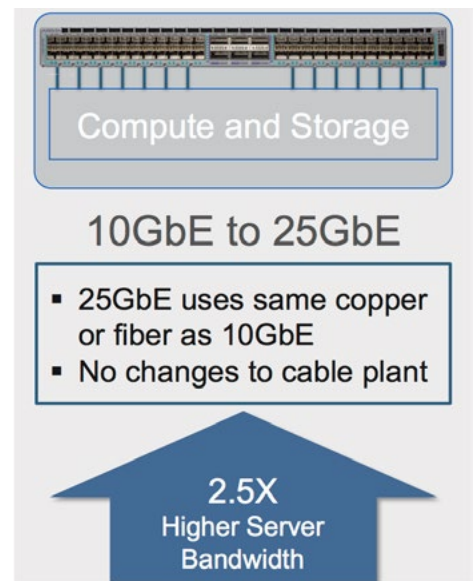 Compute and Storage
10GbE to 25GbE
▪ 25GbE uses same copper
or fiber as 10GbE
▪ No changes to cable plant
2.5X
Higher Server
Bandwidth